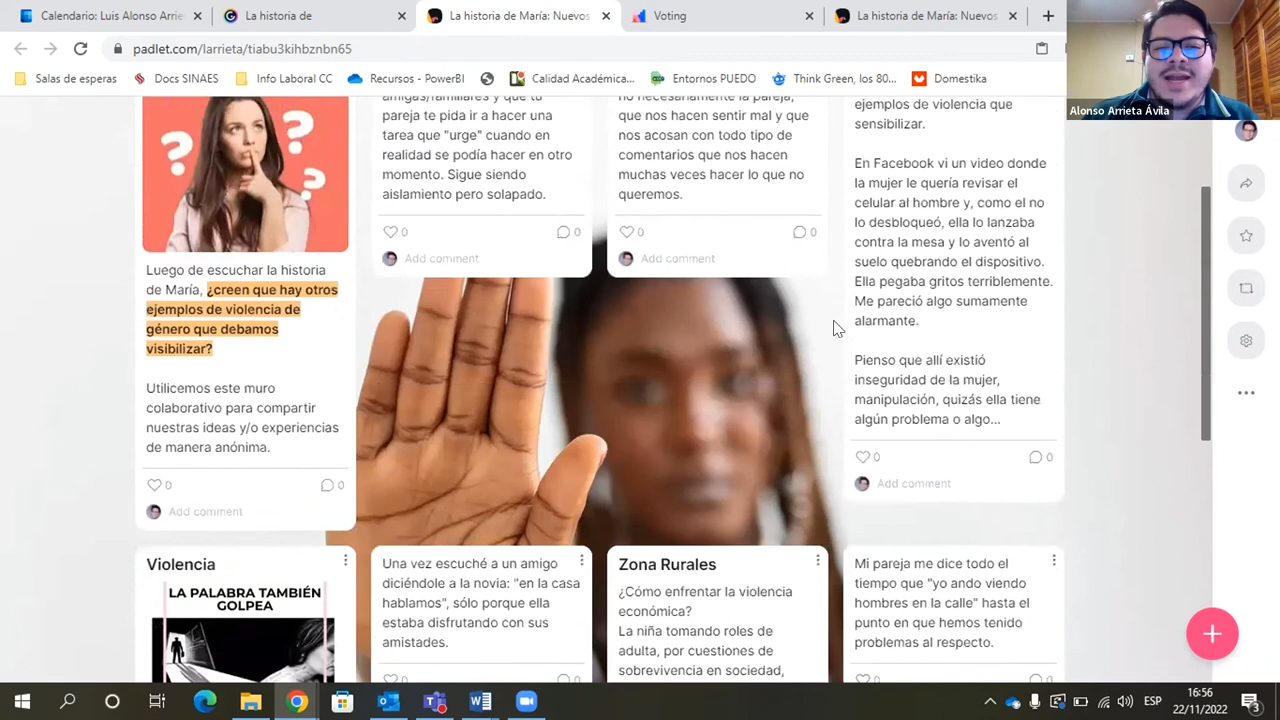 Calendario: Luis Alonso Arrie
La historia de
La historia de María: Nuevos
Voting
La historia de María: Nuevos
padlet.com/larrieta/tiabu3kihbznbn65
Salas de esperas
Docs SINAES
Info Laboral CC
Recursos - PowerBI
Calidad Académica...
Entornos PUEDO
Think Green, los 80...
Domestika
Alonso Arrieta Ávila
Luego de escuchar la historia
de María, ¿creen que hay otros
ejemplos de violencia de
género que debamos
visibilizar?
Utilicemos este muro
colaborativo para compartir
nuestras ideas y/o experiencias
de manera anónima.
0
0
Add comment
amigas/familiares y que tu
pareja te pida ir a hacer una
tarea que "urge" cuando en
realidad se podía hacer en otro
momento. Sigue siendo
aislamiento pero solapado.
0
0
Add comment
no necesariamente la pareja,
que nos hacen sentir mal y que
nos acosan con todo tipo de
comentarios que nos hacen
muchas veces hacer lo que no
queremos.
0
0
Add comment
ejemplos de violencia que
sensibilizar.
En Facebook vi un video donde
la mujer le quería revisar el
celular al hombre y, como el no
lo desbloqueó, ella lo lanzaba
contra la mesa y lo aventó al
suelo quebrando el dispositivo.
Ella pegaba gritos terriblemente.
Me pareció algo sumamente
alarmante.
Pienso que allí existió
inseguridad de la mujer,
manipulación, quizás ella tiene
algún problema o algo...
0
0
Add comment
Violencia
LA PALABRA TAMBIÉN
GOLPEA
Una vez escuché a un amigo
diciéndole a la novia: "en la casa
hablamos", sólo porque ella
estaba disfrutando con sus
amistades.
Zona Rurales
¿Cómo enfrentar la violencia
económica?
La niña tomando roles de
adulta, por cuestiones de
sobrevivencia en sociedad,
Mi pareja me dice todo el
tiempo que "yo ando viendo
hombres en la calle" hasta el
punto en que hemos tenido
problemas al respecto.
ESP
16:56
22/11/2022
3